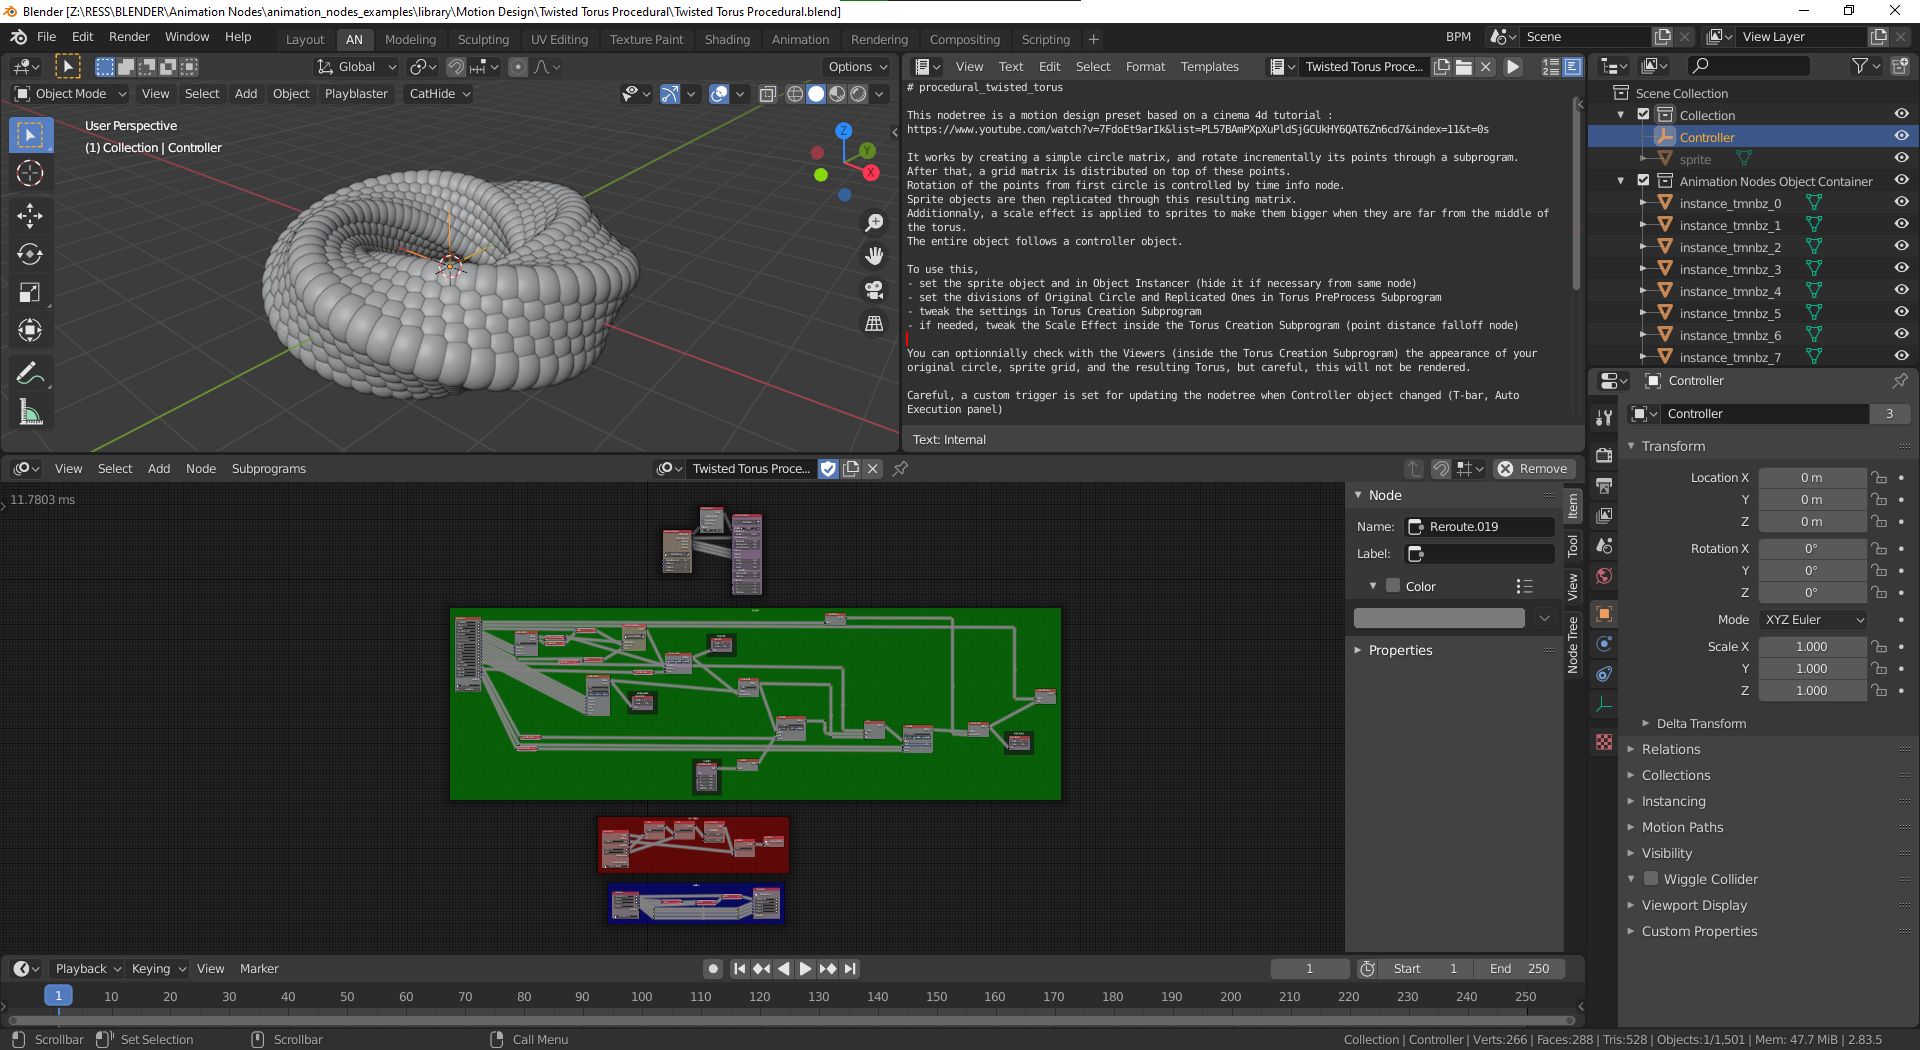 Blender [Z:\RESS\BLENDER\Animation Nodes\animation_nodes_examples\library\Motion Design\Twisted Torus Procedural\Twisted Torus Procedural.blend]
File Edit Render Window Help
Layout AN Modeling Sculpting UV Editing Texture Paint Shading Animation Rendering Compositing Scripting +
BPM Scene View Layer
Global Options
Object Mode View Select Add Object Playblaster CatHide
User Perspective
(1) Collection | Controller
Z
Y
X
View Text Edit Select Format Templates Twisted Torus Proce...
# procedural_twisted_torus
This nodetree is a motion design preset based on a cinema 4d tutorial :
https://www.youtube.com/watch?v=7FdoEt9arIk&list=PL57BAmPXpXuPldSjGCUkHY6QAT6Zn6cd7&index=11&t=0s
It works by creating a simple circle matrix, and rotate incrementally its points through a subprogram.
After that, a grid matrix is distributed on top of these points.
Rotation of the points from first circle is controlled by time info node.
Sprite objects are then replicated through this resulting matrix.
Additionnaly, a scale effect is applied to sprites to make them bigger when they are far from the middle of
the torus.
The entire object follows a controller object.
To use this,
- set the sprite object and in Object Instancer (hide it if necessary from same node)
- set the divisions of Original Circle and Replicated Ones in Torus PreProcess Subprogram
- tweak the settings in Torus Creation Subprogram
- if needed, tweak the Scale Effect inside the Torus Creation Subprogram (point distance falloff node)
You can optionnially check with the Viewers (inside the Torus Creation Subprogram) the appearance of your
original circle, sprite grid, and the resulting Torus, but careful, this will not be rendered.
Careful, a custom trigger is set for updating the nodetree when Controller object changed (T-bar, Auto
Execution panel)
Text: Internal
Scene Collection
Collection
Controller
sprite
Animation Nodes Object Container
instance_tmnbz_0
instance_tmnbz_1
instance_tmnbz_2
instance_tmnbz_3
instance_tmnbz_4
instance_tmnbz_5
instance_tmnbz_6
instance_tmnbz_7
Controller
Controller 3
Transform
Location X 0 m
Y 0 m
Z 0 m
Rotation X 0°
Y 0°
Z 0°
Mode XYZ Euler
Scale X 1.000
Y 1.000
Z 1.000
Delta Transform
Relations
Collections
Instancing
Motion Paths
Visibility
Wiggle Collider
Viewport Display
Custom Properties
View Select Add Node Subprograms Twisted Torus Proce... Remove
11.7803 ms
Node
Name: Reroute.019
Label:
Color
Properties
Item
Tool
View
Node Tree
Playback Keying View Marker 1 Start 1 End 250
1 10 20 30 40 50 60 70 80 90 100 110 120 130 140 150 160 170 180 190 200 210 220 230 240 250
Scrollbar Set Selection Scrollbar Call Menu Collection | Controller | Verts:266 | Faces:288 | Tris:528 | Objects:1/1,501 | Mem: 47.7 MiB | 2.83.5